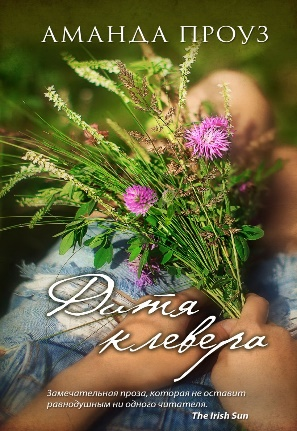 АМАНДА ПРОУЗ
Дитя
клевера
Замечательная проза, которая не оставит
равнодушным ни одного читателя.
The Irish Sun